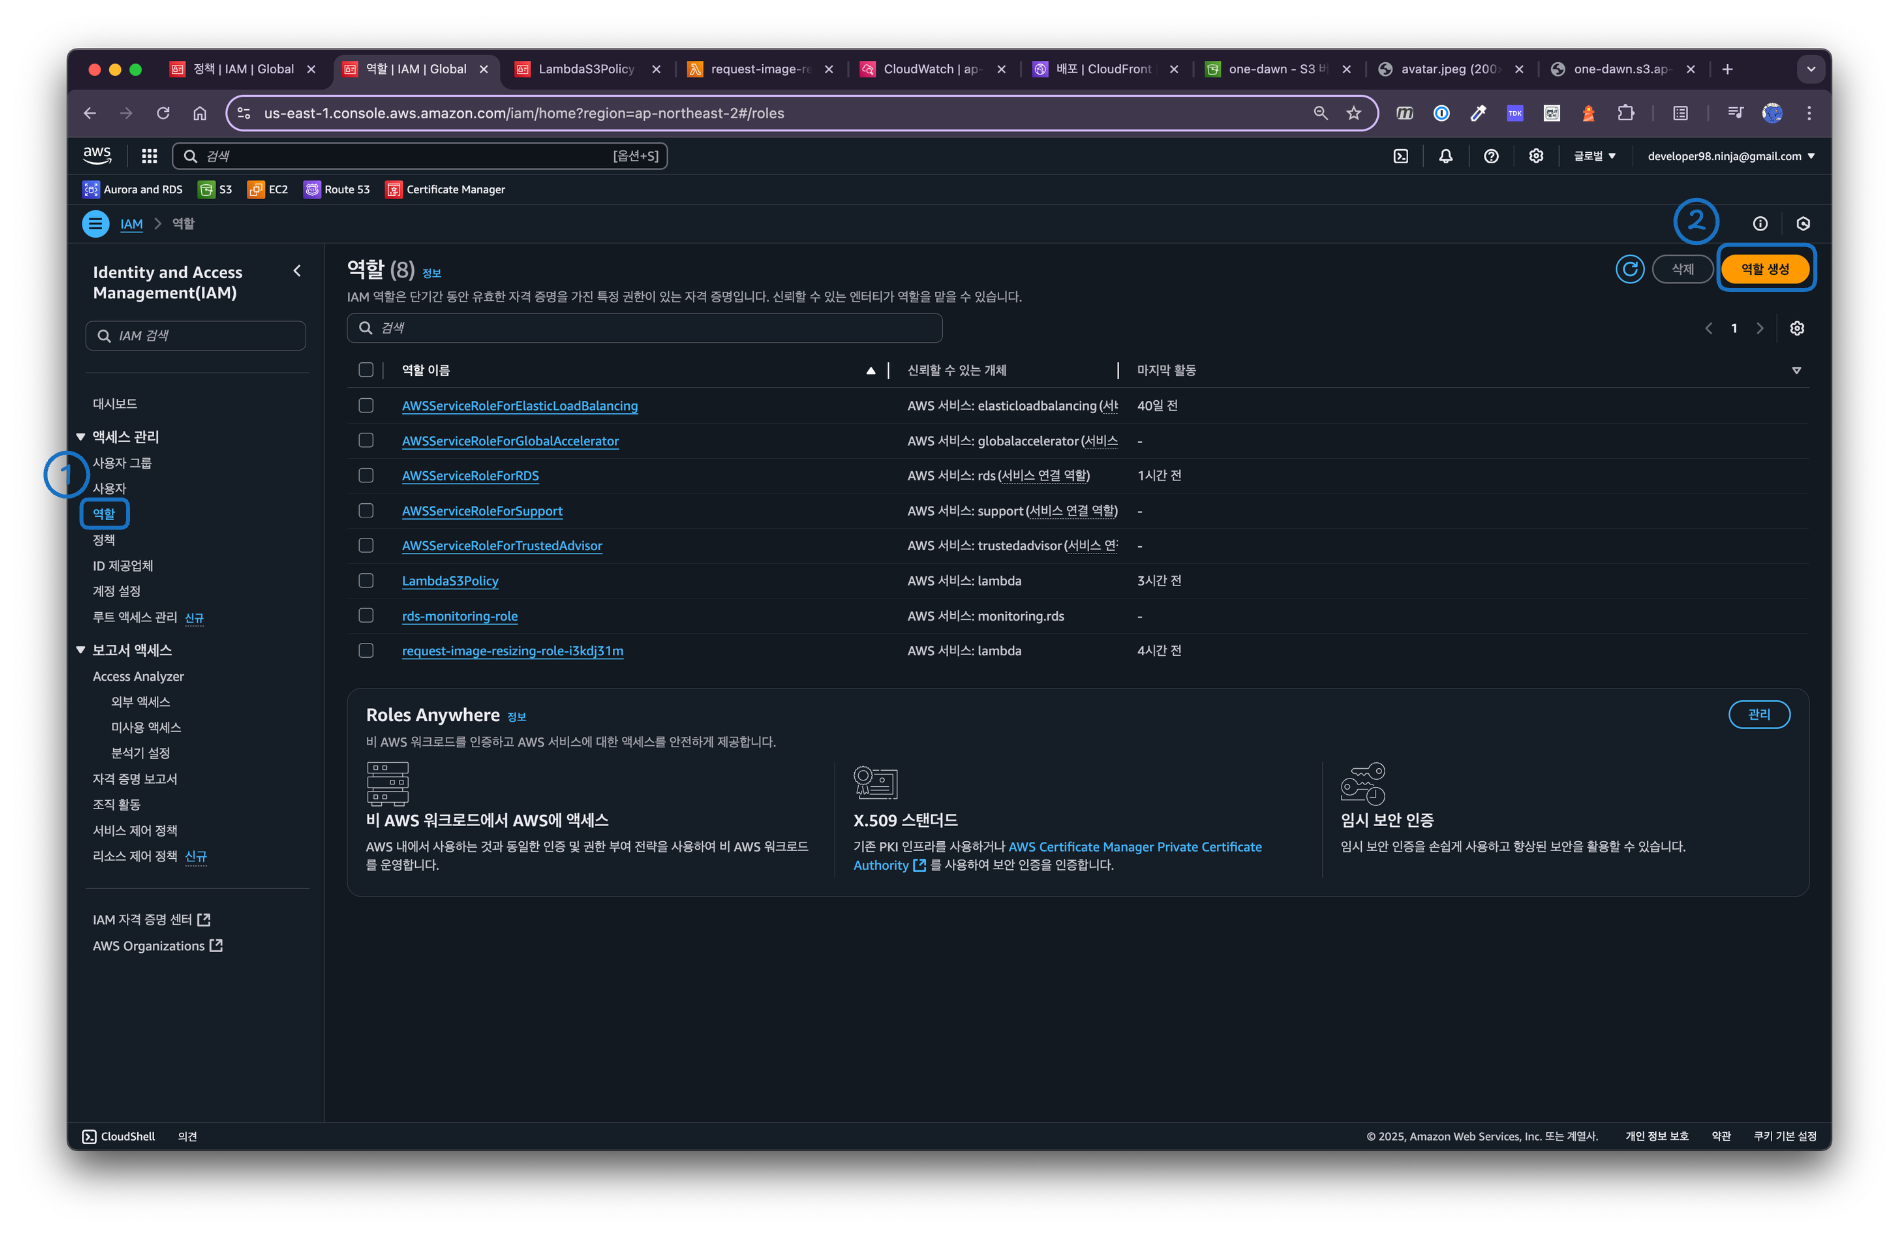 정책 | IAM | Global
역할 | IAM | Global
LambdaS3Policy
request-image-re
CloudWatch | ap-
배포 | CloudFront
one-dawn - S3 버
avatar.jpeg (200
one-dawn.s3.ap-
us-east-1.console.aws.amazon.com/iam/home?region=ap-northeast-2#/roles
TDK
aws
검색
[옵션+S]
글로벌
developer98.ninja@gmail.com
Aurora and RDS
S3
EC2
Route 53
Certificate Manager
IAM
역할
2
Identity and Access
Management(IAM)
IAM 검색
대시보드
액세스 관리
사용자 그룹
1
사용자
역할
정책
ID 제공업체
계정 설정
루트 액세스 관리 신규
보고서 액세스
Access Analyzer
외부 액세스
미사용 액세스
분석기 설정
자격 증명 보고서
조직 활동
서비스 제어 정책
리소스 제어 정책 신규
IAM 자격 증명 센터
AWS Organizations
역할 (8) 정보
삭제
역할 생성
IAM 역할은 단기간 동안 유효한 자격 증명을 가진 특정 권한이 있는 자격 증명입니다. 신뢰할 수 있는 엔터티가 역할을 맡을 수 있습니다.
검색
1
역할 이름 신뢰할 수 있는 개체 마지막 활동
AWSServiceRoleForElasticLoadBalancing AWS 서비스: elasticloadbalancing (서비 40일 전
AWSServiceRoleForGlobalAccelerator AWS 서비스: globalaccelerator (서비스 -
AWSServiceRoleForRDS AWS 서비스: rds (서비스 연결 역할) 1시간 전
AWSServiceRoleForSupport AWS 서비스: support (서비스 연결 역할) -
AWSServiceRoleForTrustedAdvisor AWS 서비스: trustedadvisor (서비스 연 -
LambdaS3Policy AWS 서비스: lambda 3시간 전
rds-monitoring-role AWS 서비스: monitoring.rds -
request-image-resizing-role-i3kdj31m AWS 서비스: lambda 4시간 전
Roles Anywhere 정보
관리
비 AWS 워크로드를 인증하고 AWS 서비스에 대한 액세스를 안전하게 제공합니다.
비 AWS 워크로드에서 AWS에 액세스
AWS 내에서 사용하는 것과 동일한 인증 및 권한 부여 전략을 사용하여 비 AWS 워크로드
를 운영합니다.
X.509 스탠더드
기존 PKI 인프라를 사용하거나 AWS Certificate Manager Private Certificate
Authority 를 사용하여 보안 인증을 인증합니다.
임시 보안 인증
임시 보안 인증을 손쉽게 사용하고 향상된 보안을 활용할 수 있습니다.
CloudShell
의견
© 2025, Amazon Web Services, Inc. 또는 계열사.
개인 정보 보호
약관
쿠키 기본 설정